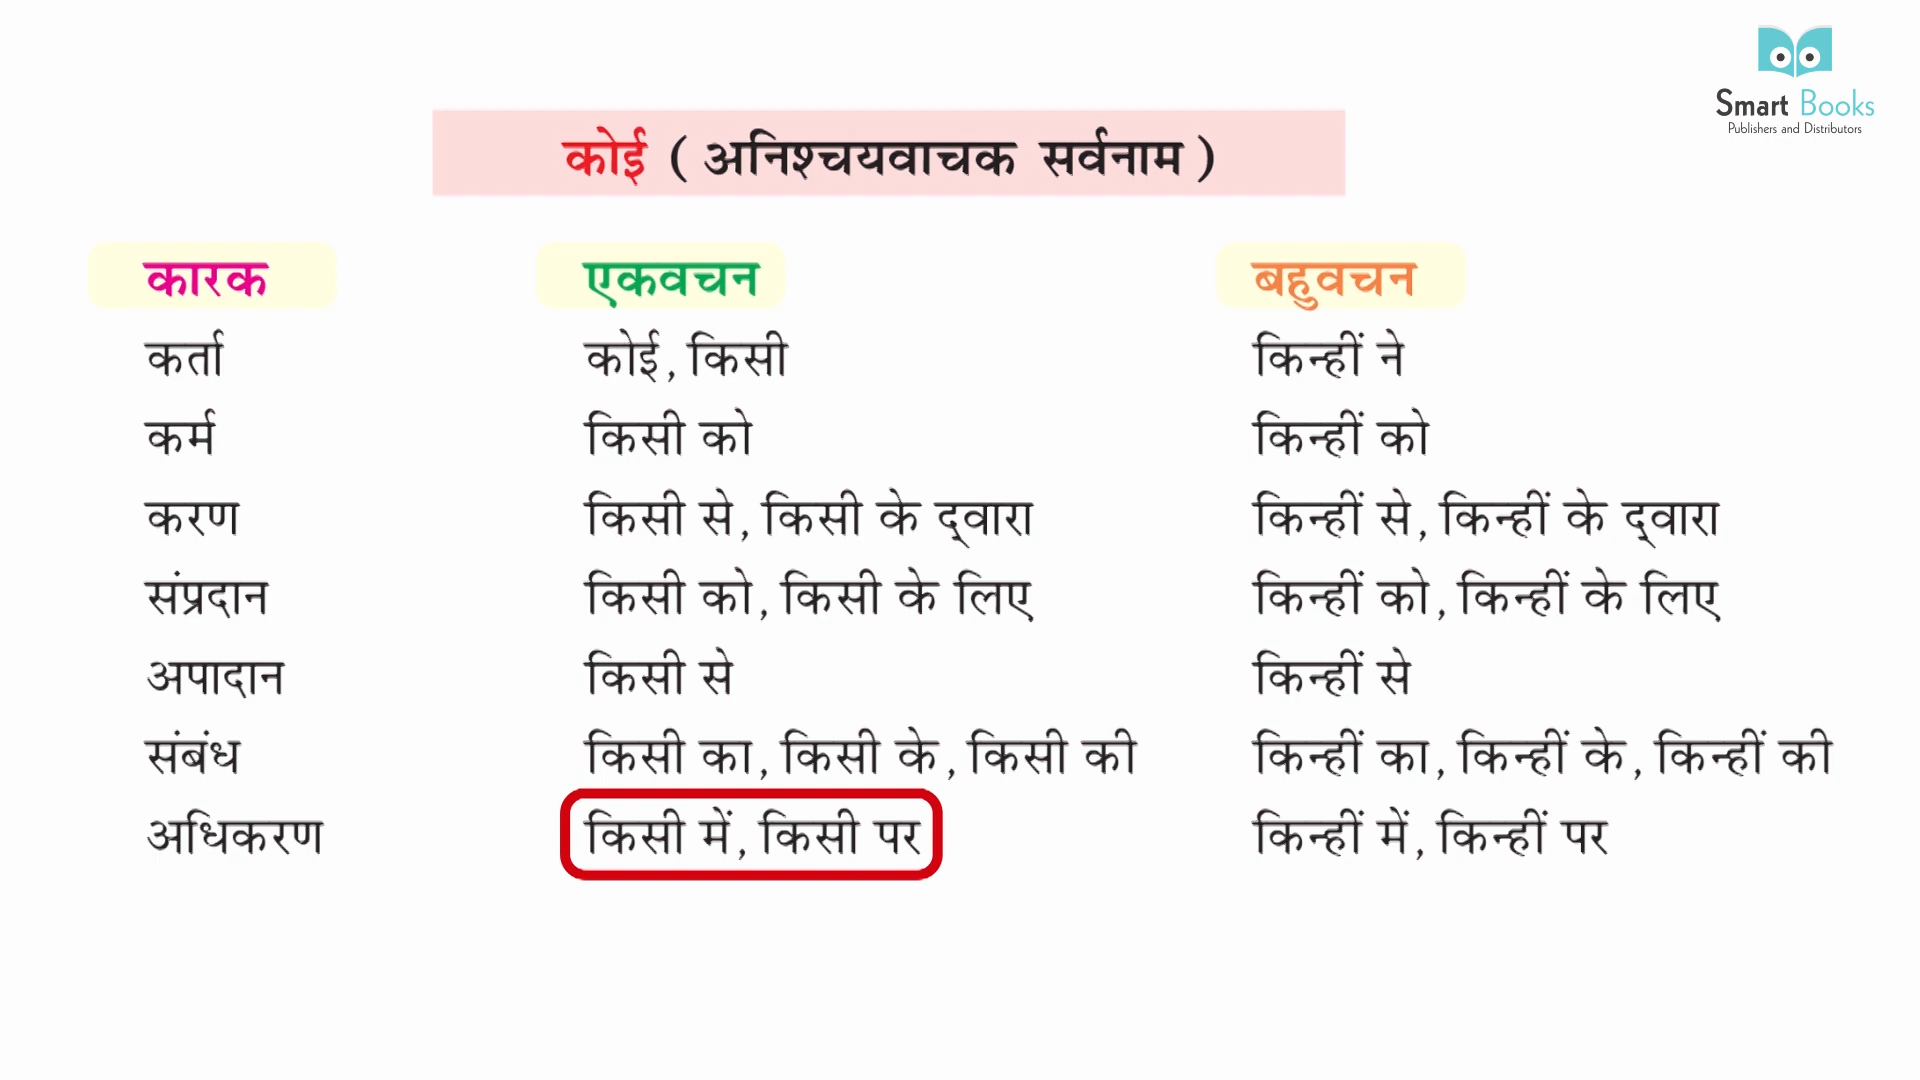 Smart Books
Publishers and Distributors
कोई ( अनिश्चयवाचक सर्वनाम )
कारक एकवचन बहुवचन
कर्ता कोई, किसी किन्हीं ने
कर्म किसी को किन्हीं को
करण किसी से, किसी के द्‌वारा किन्हीं से, किन्हीं के द्‌वारा
संप्रदान किसी को, किसी के लिए किन्हीं को, किन्हीं के लिए
अपादान किसी से किन्हीं से
संबंध किसी का, किसी के, किसी की किन्हीं का, किन्हीं के, किन्हीं की
अधिकरण किसी में, किसी पर किन्हीं में, किन्हीं पर